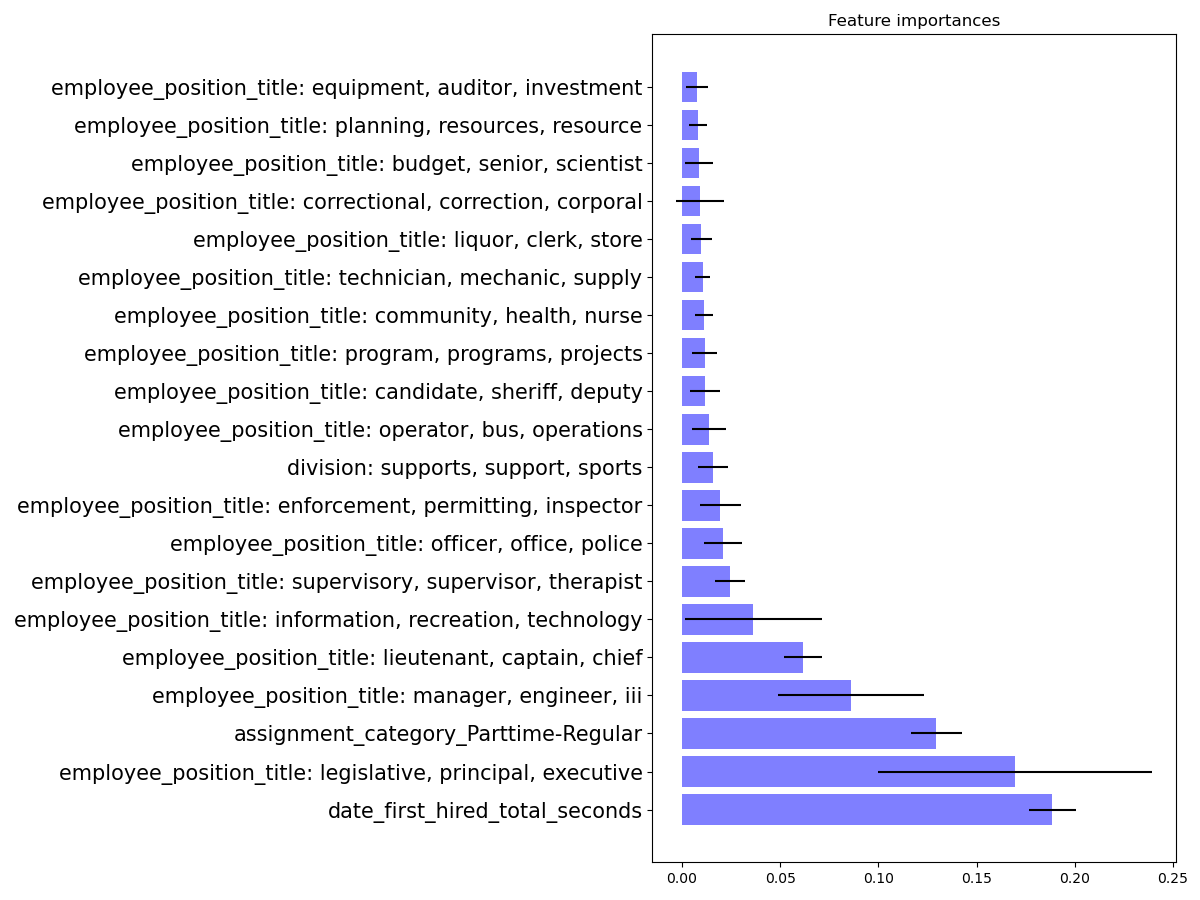 Feature importances
employee_position_title: equipment, auditor, investment
employee_position_title: planning, resources, resource
employee_position_title: budget, senior, scientist
employee_position_title: correctional, correction, corporal
employee_position_title: liquor, clerk, store
employee_position_title: technician, mechanic, supply
employee_position_title: community, health, nurse
employee_position_title: program, programs, projects
employee_position_title: candidate, sheriff, deputy
employee_position_title: operator, bus, operations
division: supports, support, sports
employee_position_title: enforcement, permitting, inspector
employee_position_title: officer, office, police
employee_position_title: supervisory, supervisor, therapist
employee_position_title: information, recreation, technology
employee_position_title: lieutenant, captain, chief
employee_position_title: manager, engineer, iii
assignment_category_Parttime-Regular
employee_position_title: legislative, principal, executive
date_first_hired_total_seconds
0.00 0.05 0.10 0.15 0.20 0.25